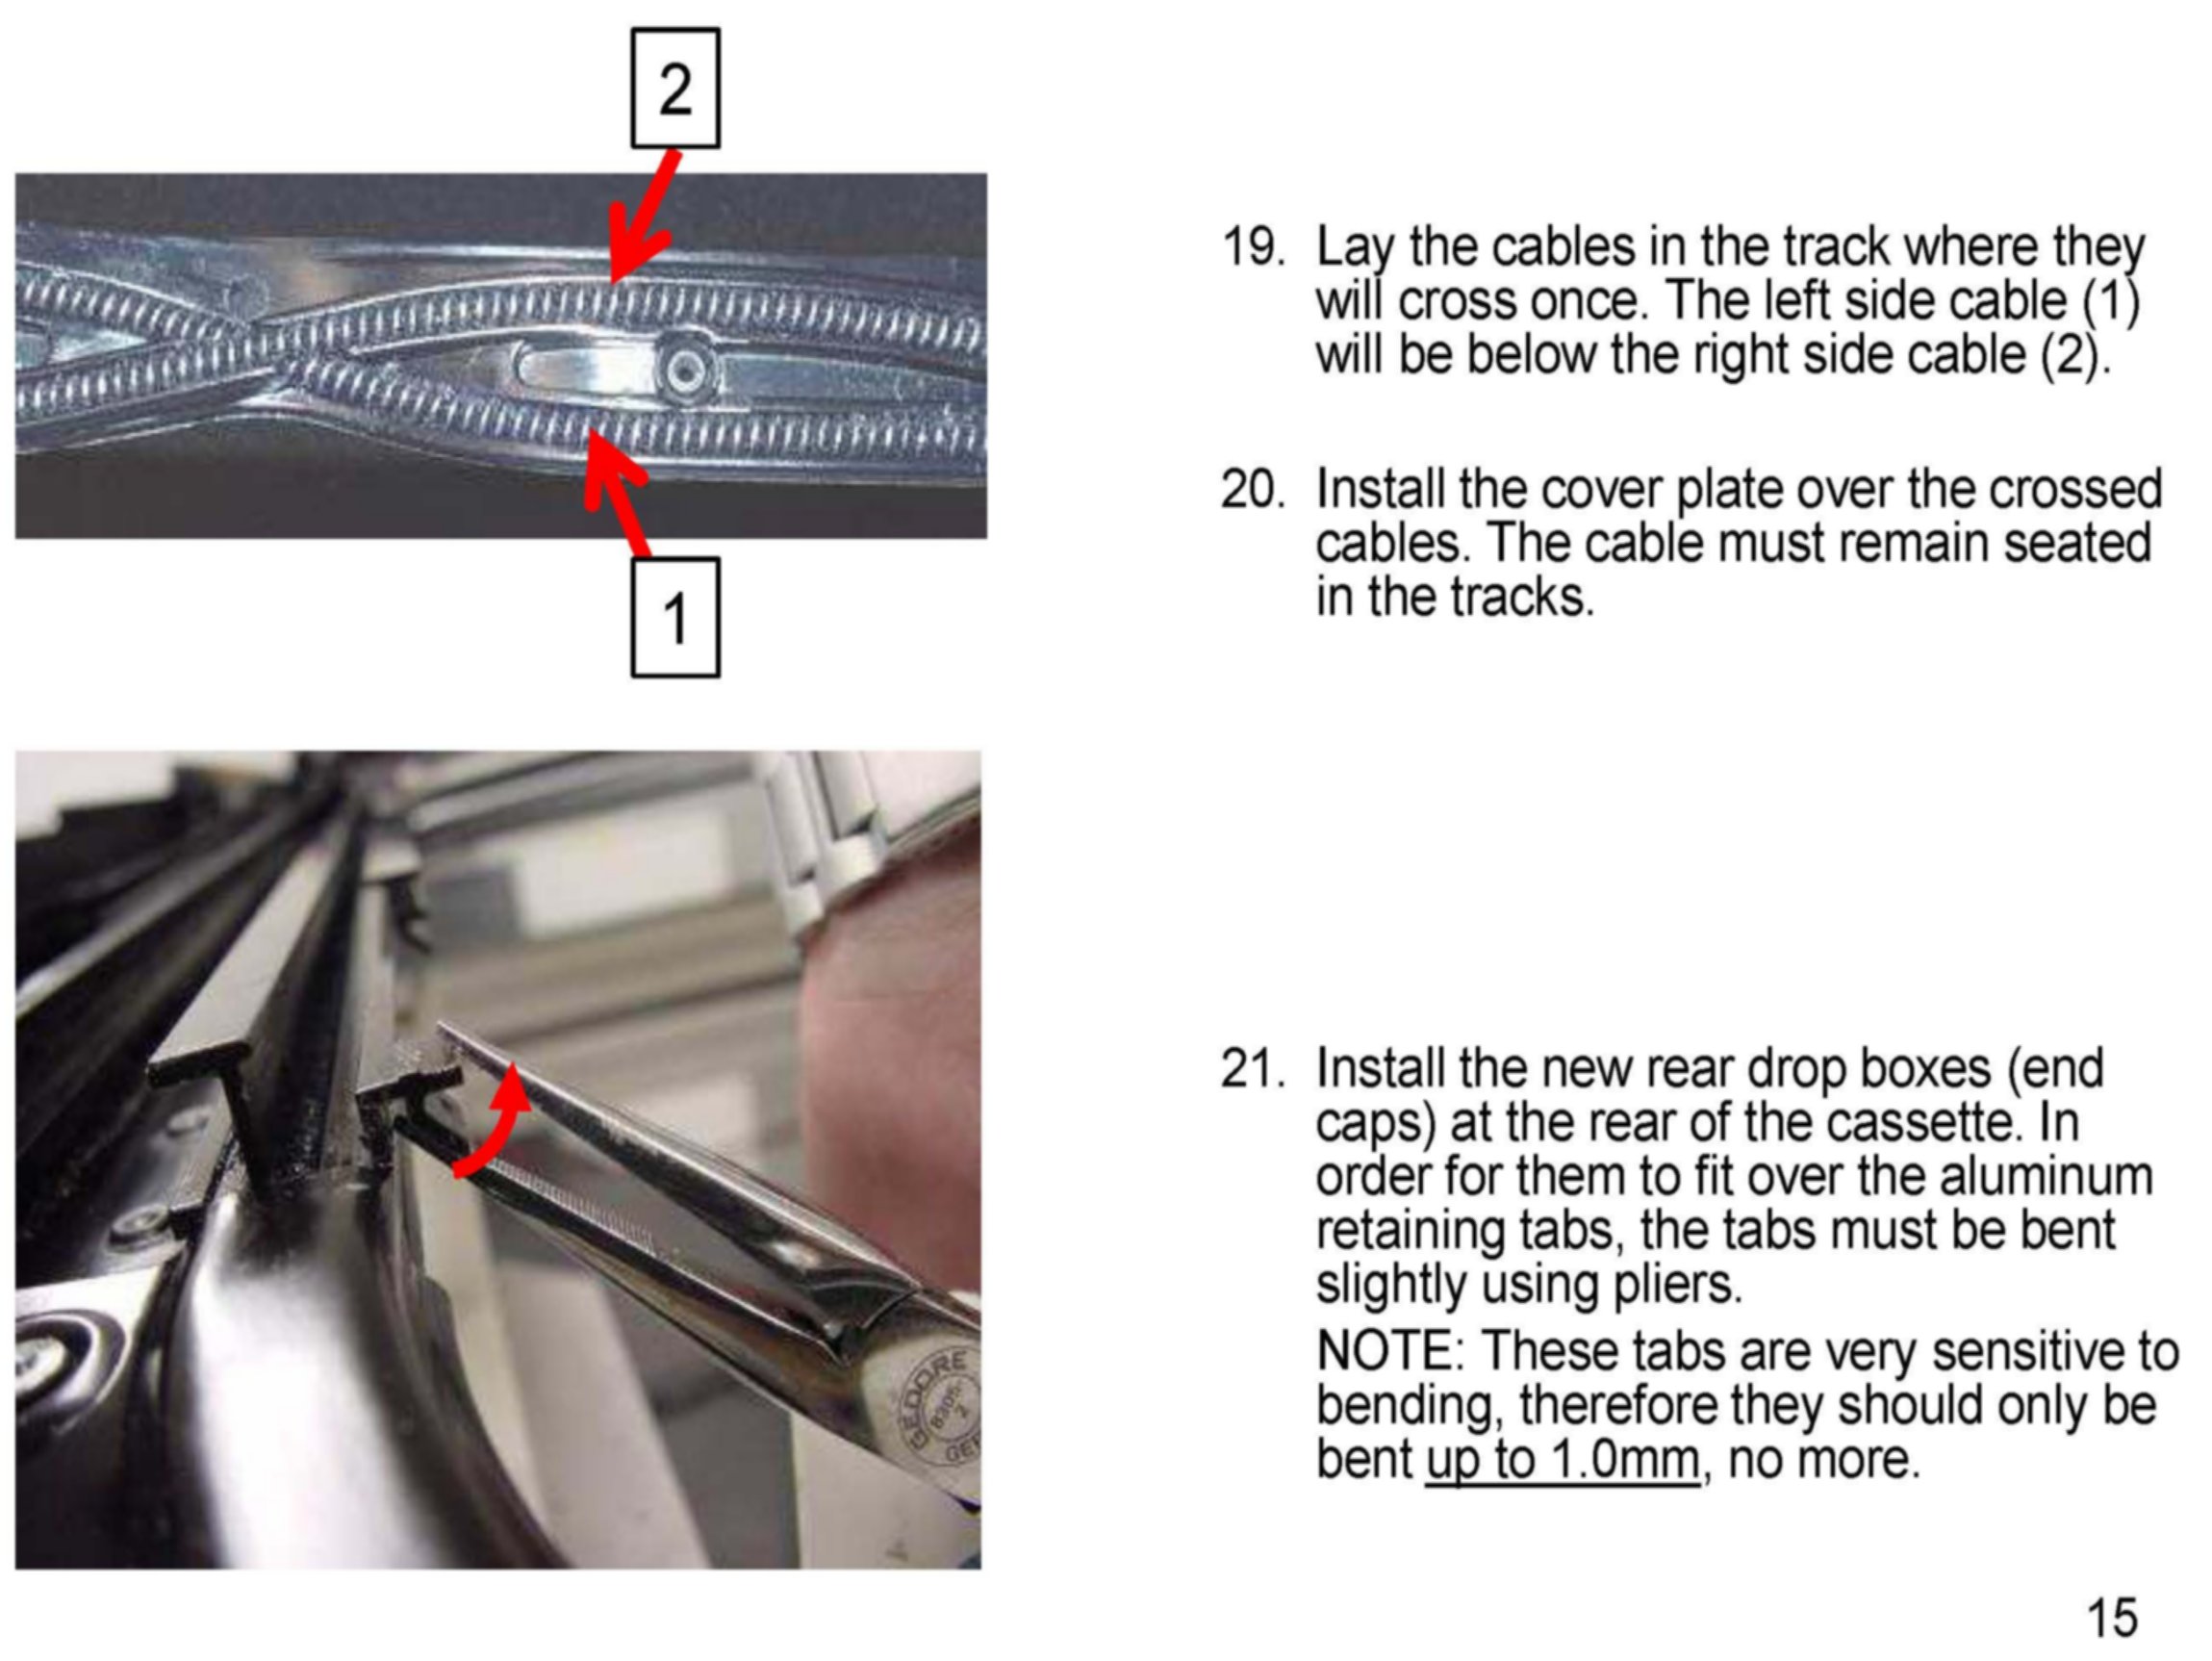 2
1
19. Lay the cables in the track where they
will cross once. The left side cable (1)
will be below the right side cable (2).
20. Install the cover plate over the crossed
cables. The cable must remain seated
in the tracks.
21. Install the new rear drop boxes (end
caps) at the rear of the cassette. In
order for them to fit over the aluminum
retaining tabs, the tabs must be bent
slightly using pliers.
NOTE: These tabs are very sensitive to
bending, therefore they should only be
bent up to 1.0mm, no more.
GEDORE
8305-
2
15